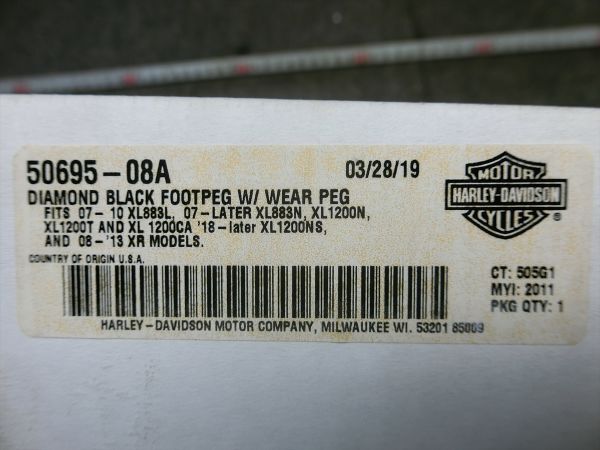 50695-08A
03/28/19
DIAMOND BLACK FOOTPEG W/ WEAR PEG
FITS 07-10 XL883L, 07-LATER XL883N, XL1200N,
XL1200T AND XL 1200CA '18-later XL1200NS,
AND 08-'13 XR MODELS.
COUNTRY OF ORIGIN U.S.A.
MOTOR
HARLEY-DAVIDSON
CYCLES
®
CT: 505G1
MYI: 2011
PKG QTY: 1
HARLEY-DAVIDSON MOTOR COMPANY, MILWAUKEE WI. 53201 85009